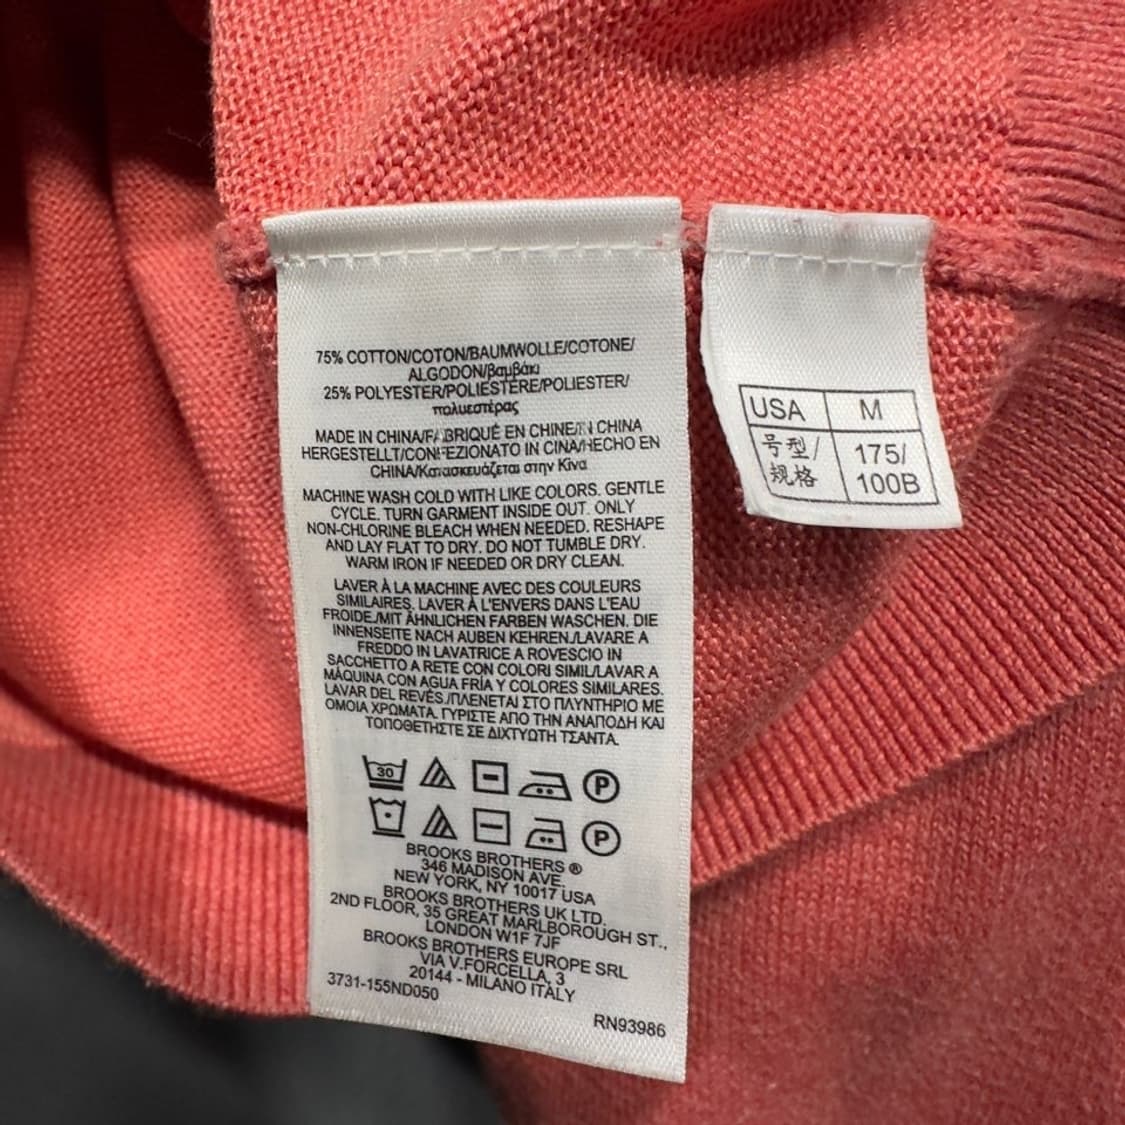 75% COTTON/COTON/BAUMWOLLE/COTONE/
ALGODON/βαμβάκι
25% POLYESTER/POLIESTERE/POLIESTER/
πολυεστέρας
MADE IN CHINA/FABRIQUÉ EN CHINE/IN CHINA
HERGESTELLT/CONFEZIONATO IN CINA/HECHO EN
CHINA/Κατασκευάζεται στην Κίνα
MACHINE WASH COLD WITH LIKE COLORS. GENTLE
CYCLE. TURN GARMENT INSIDE OUT. ONLY
NON-CHLORINE BLEACH WHEN NEEDED. RESHAPE
AND LAY FLAT TO DRY. DO NOT TUMBLE DRY.
WARM IRON IF NEEDED OR DRY CLEAN.
LAVER À LA MACHINE AVEC DES COULEURS
SIMILAIRES. LAVER À L'ENVERS DANS L'EAU
FROIDE./MIT ÄHNLICHEN FARBEN WASCHEN. DIE
INNENSEITE NACH AUBEN KEHREN./LAVARE A
FREDDO IN LAVATRICE A ROVESCIO IN
SACCHETTO A RETE CON COLORI SIMIL/LAVAR A
MÁQUINA CON AGUA FRÍA Y COLORES SIMILARES.
LAVAR DEL REVÉS./ΠΛΕΝΕΤΑΙ ΣΤΟ ΠΛΥΝΤΗΡΙΟ ΜΕ
ΟΜΟΙΑ ΧΡΩΜΑΤΑ. ΓΥΡΙΣΤΕ ΑΠΟ ΤΗΝ ΑΝΑΠΟΔΗ ΚΑΙ
ΤΟΠΟΘΕΤΗΣΤΕ ΣΕ ΔΙΧΤΥΩΤΗ ΤΣΑΝΤΑ.
30 P
P
BROOKS BROTHERS ®
346 MADISON AVE.
NEW YORK, NY 10017 USA
BROOKS BROTHERS UK LTD.
2ND FLOOR, 35 GREAT MARLBOROUGH ST.,
LONDON W1F 7JF
BROOKS BROTHERS EUROPE SRL
VIA V.FORCELLA, 3
20144 - MILANO ITALY
3731-155ND050
RN93986
USA M
号型/ 175/
规格 100B